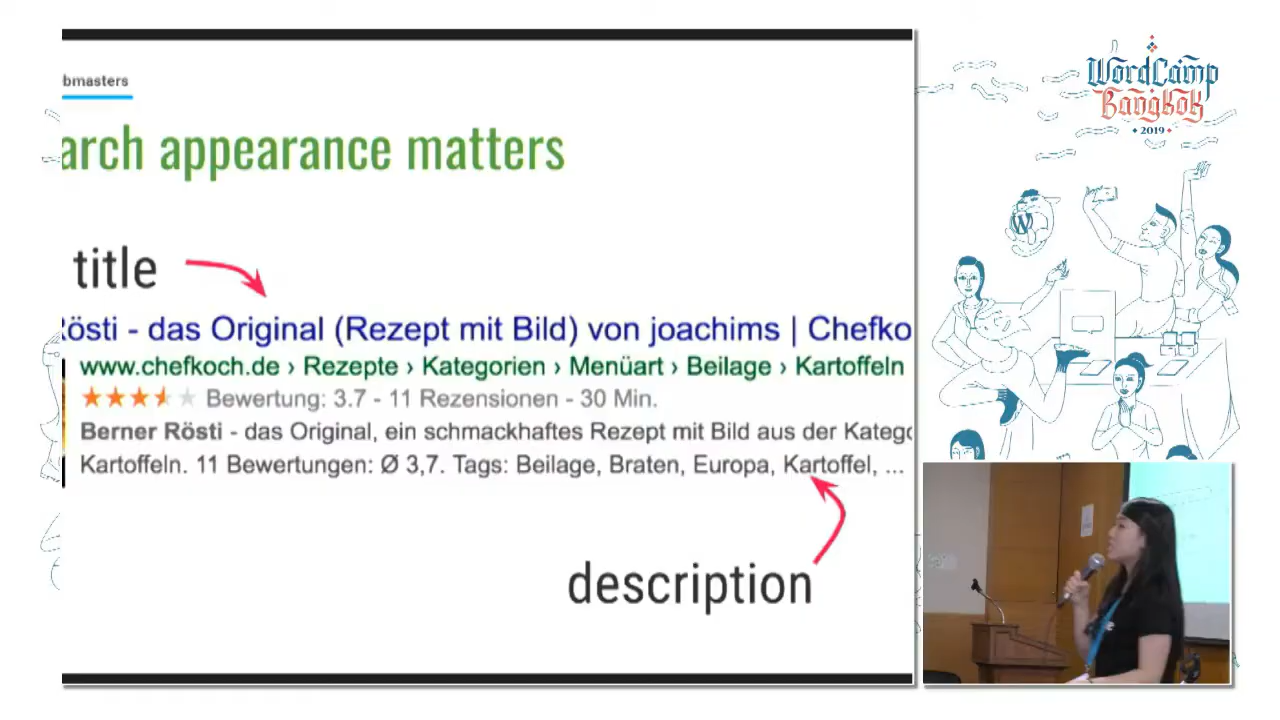 bmasters
arch appearance matters
title
Rösti - das Original (Rezept mit Bild) von joachims | Chefko
www.chefkoch.de › Rezepte › Kategorien › Menüart › Beilage › Kartoffeln
Bewertung: 3.7 - 11 Rezensionen - 30 Min.
Berner Rösti - das Original, ein schmackhaftes Rezept mit Bild aus der Katego
Kartoffeln. 11 Bewertungen: Ø 3,7. Tags: Beilage, Braten, Europa, Kartoffel, ...
description
WordCamp
Bangkok
2019